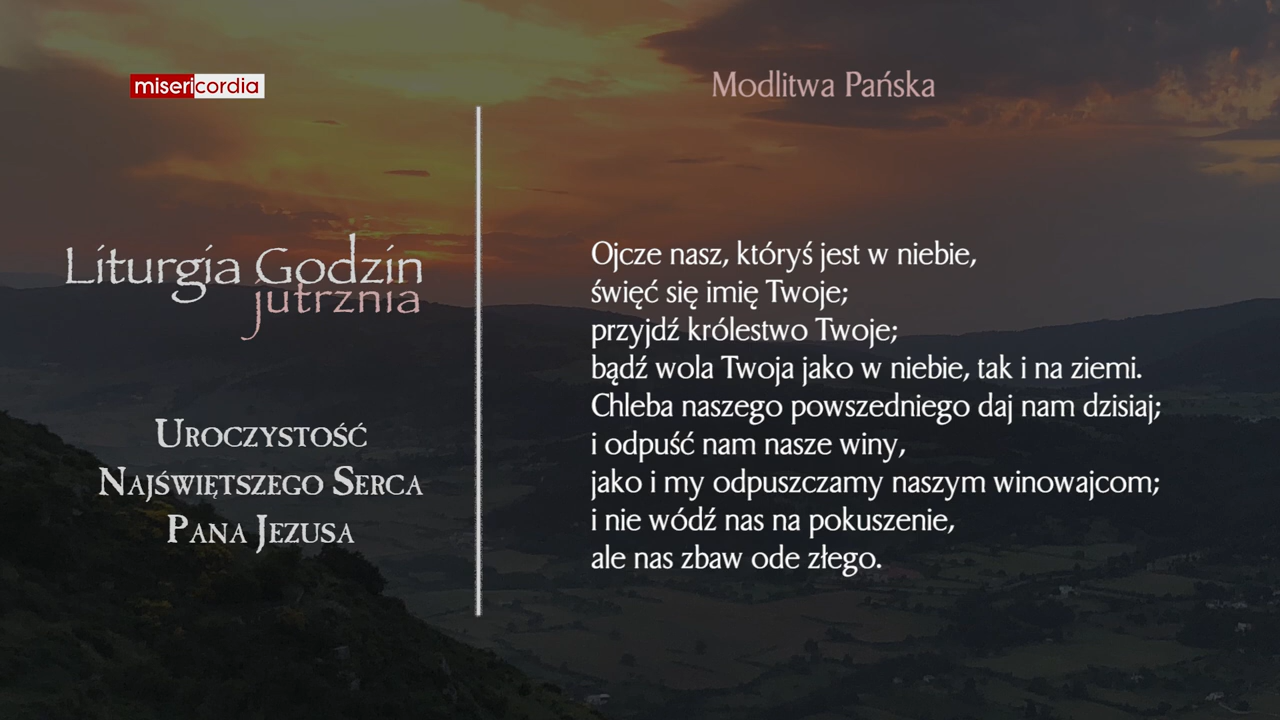 misericordia
Liturgia Godzin
jutrznia
Uroczystość
Najświętszego Serca
Pana Jezusa
Modlitwa Pańska
Ojcze nasz, któryś jest w niebie,
święć się imię Twoje;
przyjdź królestwo Twoje;
bądź wola Twoja jako w niebie, tak i na ziemi.
Chleba naszego powszedniego daj nam dzisiaj;
i odpuść nam nasze winy,
jako i my odpuszczamy naszym winowajcom;
i nie wódź nas na pokuszenie,
ale nas zbaw ode złego.